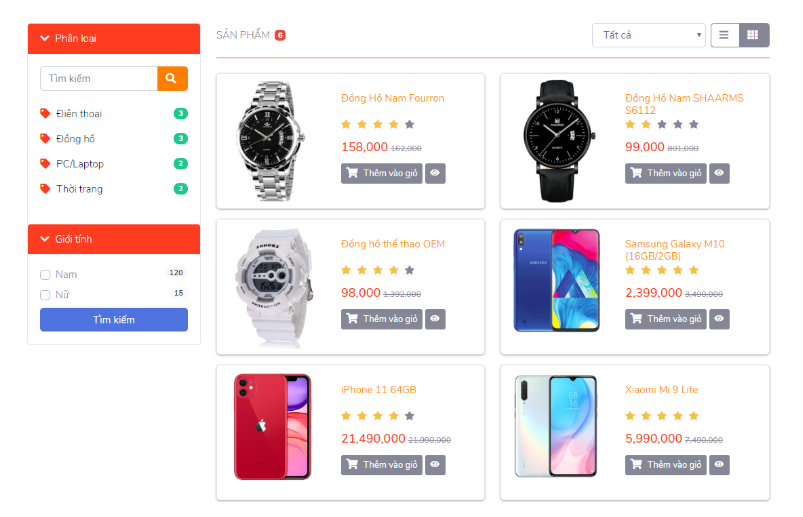 Phân loại
Tìm kiếm
Điện thoại 3
Đồng hồ 3
PC/Laptop 2
Thời trang 2
Giới tính
Nam 120
Nữ 15
Tìm kiếm
SẢN PHẨM 6
Tất cả
Đồng Hồ Nam Fourron
158,000 162,000
Thêm vào giỏ
Đồng Hồ Nam SHAARMS
S6112
99,000 801,000
Thêm vào giỏ
Đồng hồ thể thao OEM
98,000 1,392,000
Thêm vào giỏ
Samsung Galaxy M10
(16GB/2GB)
2,399,000 3,490,000
Thêm vào giỏ
iPhone 11 64GB
21,490,000 21,990,000
Thêm vào giỏ
Xiaomi Mi 9 Lite
5,990,000 7,490,000
Thêm vào giỏ